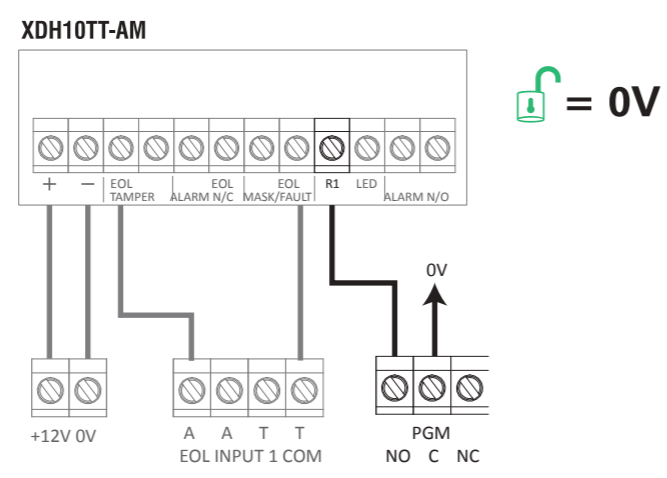 XDH10TT-AM
= 0V
+ − EOL EOL EOL R1 LED
TAMPER ALARM N/C MASK/FAULT ALARM N/O
0V
+12V 0V A A T T PGM
EOL INPUT 1 COM NO C NC